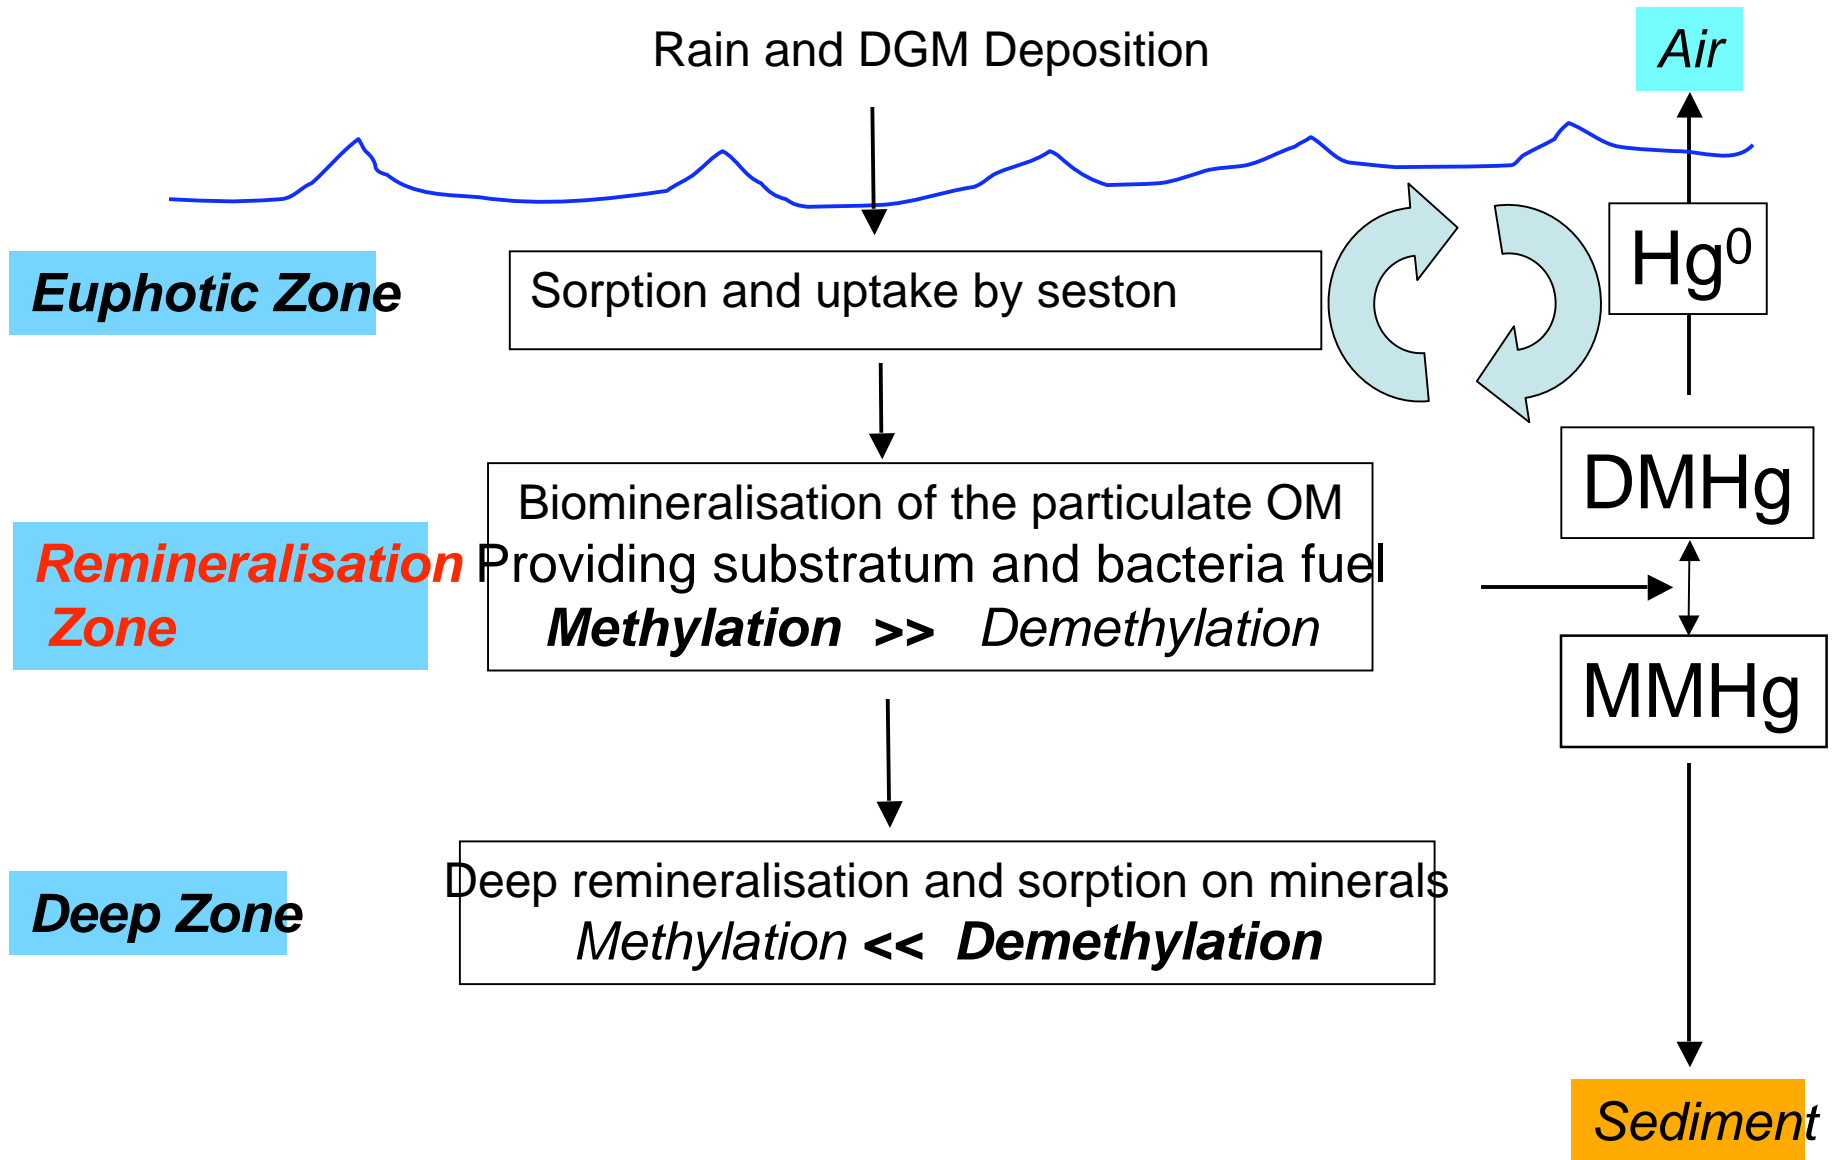 Rain and DGM Deposition
Air
Euphotic Zone
Sorption and uptake by seston
Hg⁰
Remineralisation
Zone
Biomineralisation of the particulate OM
Providing substratum and bacteria fuel
Methylation >> Demethylation
DMHg
MMHg
Deep Zone
Deep remineralisation and sorption on minerals
Methylation << Demethylation
Sediment